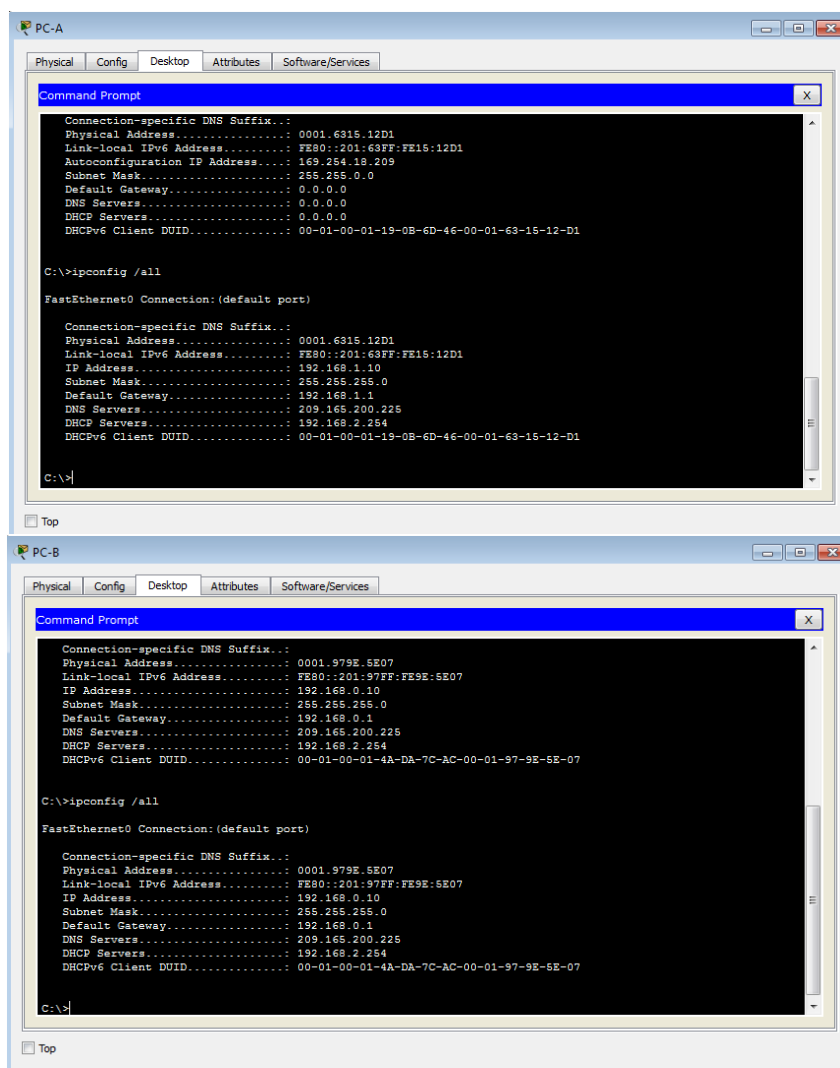 PC-A
Physical Config Desktop Attributes Software/Services
Command Prompt X
Connection-specific DNS Suffix..:
Physical Address................: 0001.6315.12D1
Link-local IPv6 Address.........: FE80::201:63FF:FE15:12D1
Autoconfiguration IP Address....: 169.254.18.209
Subnet Mask.....................: 255.255.0.0
Default Gateway.................: 0.0.0.0
DNS Servers.....................: 0.0.0.0
DHCP Servers....................: 0.0.0.0
DHCPv6 Client DUID..............: 00-01-00-01-19-0B-6D-46-00-01-63-15-12-D1
C:\>ipconfig /all
FastEthernet0 Connection:(default port)
Connection-specific DNS Suffix..:
Physical Address................: 0001.6315.12D1
Link-local IPv6 Address.........: FE80::201:63FF:FE15:12D1
IP Address......................: 192.168.1.10
Subnet Mask.....................: 255.255.255.0
Default Gateway.................: 192.168.1.1
DNS Servers.....................: 209.165.200.225
DHCP Servers....................: 192.168.2.254
DHCPv6 Client DUID..............: 00-01-00-01-19-0B-6D-46-00-01-63-15-12-D1
C:\>
Top
PC-B
Physical Config Desktop Attributes Software/Services
Command Prompt X
Connection-specific DNS Suffix..:
Physical Address................: 0001.979E.5E07
Link-local IPv6 Address.........: FE80::201:97FF:FE9E:5E07
IP Address......................: 192.168.0.10
Subnet Mask.....................: 255.255.255.0
Default Gateway.................: 192.168.0.1
DNS Servers.....................: 209.165.200.225
DHCP Servers....................: 192.168.2.254
DHCPv6 Client DUID..............: 00-01-00-01-4A-DA-7C-AC-00-01-97-9E-5E-07
C:\>ipconfig /all
FastEthernet0 Connection:(default port)
Connection-specific DNS Suffix..:
Physical Address................: 0001.979E.5E07
Link-local IPv6 Address.........: FE80::201:97FF:FE9E:5E07
IP Address......................: 192.168.0.10
Subnet Mask.....................: 255.255.255.0
Default Gateway.................: 192.168.0.1
DNS Servers.....................: 209.165.200.225
DHCP Servers....................: 192.168.2.254
DHCPv6 Client DUID..............: 00-01-00-01-4A-DA-7C-AC-00-01-97-9E-5E-07
C:\>
Top